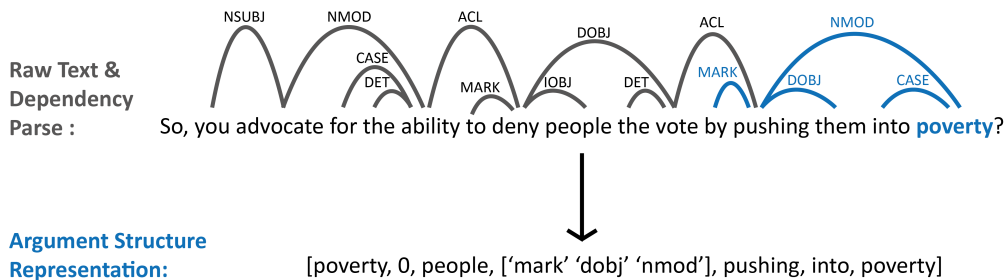 NSUBJ NMOD ACL DOBJ ACL NMOD
CASE
DET MARK IOBJ DET MARK DOBJ CASE
Raw Text &
Dependency
Parse :
So, you advocate for the ability to deny people the vote by pushing them into poverty?
Argument Structure
Representation:
[poverty, 0, people, [‘mark’ ‘dobj’ ‘nmod’], pushing, into, poverty]